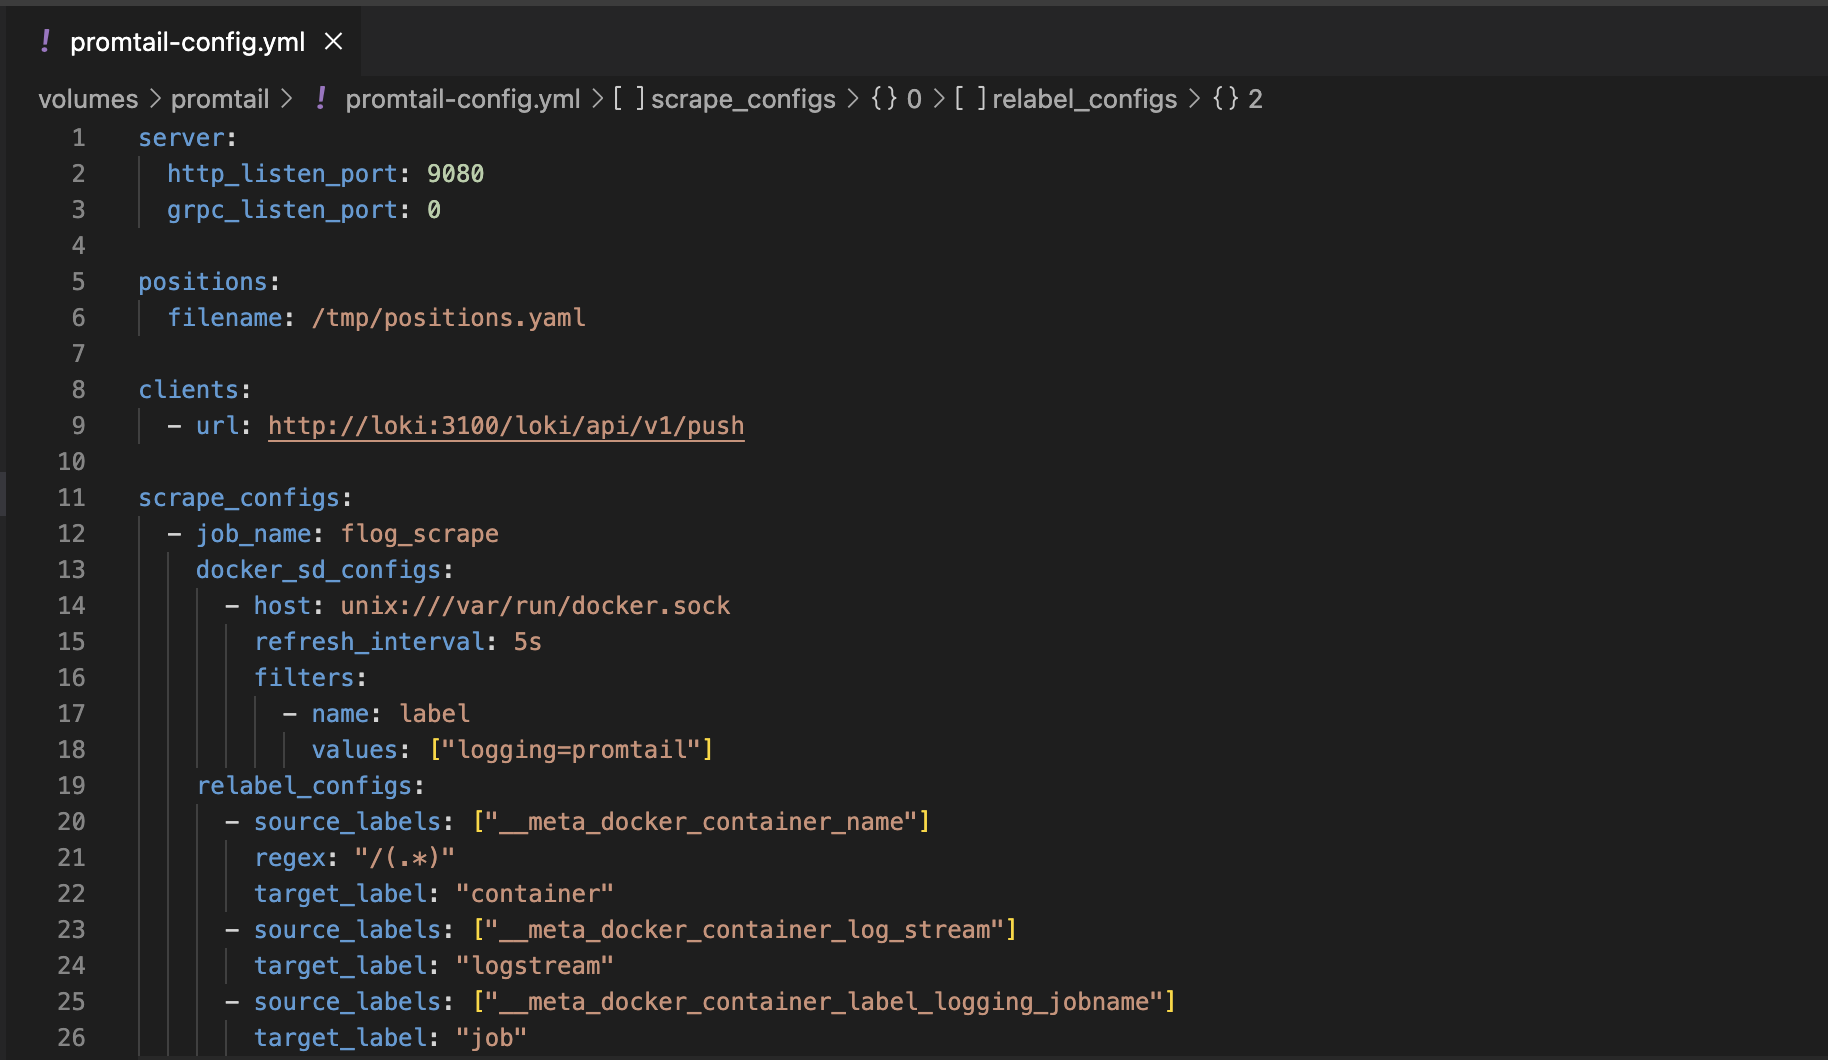 ! promtail-config.yml ×
volumes > promtail > ! promtail-config.yml > [ ] scrape_configs > {} 0 > [ ] relabel_configs > {} 2
1 server:
2   http_listen_port: 9080
3   grpc_listen_port: 0
4
5 positions:
6   filename: /tmp/positions.yaml
7
8 clients:
9   - url: http://loki:3100/loki/api/v1/push
10
11 scrape_configs:
12   - job_name: flog_scrape
13     docker_sd_configs:
14       - host: unix:///var/run/docker.sock
15         refresh_interval: 5s
16         filters:
17           - name: label
18             values: ["logging=promtail"]
19     relabel_configs:
20       - source_labels: ["__meta_docker_container_name"]
21         regex: "/(.*)"
22         target_label: "container"
23       - source_labels: ["__meta_docker_container_log_stream"]
24         target_label: "logstream"
25       - source_labels: ["__meta_docker_container_label_logging_jobname"]
26         target_label: "job"